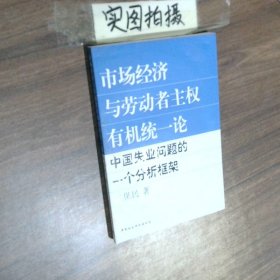 实图拍摄
市场经济
与劳动者主权
有机统一论
中国失业问题的
一个分析框架
著